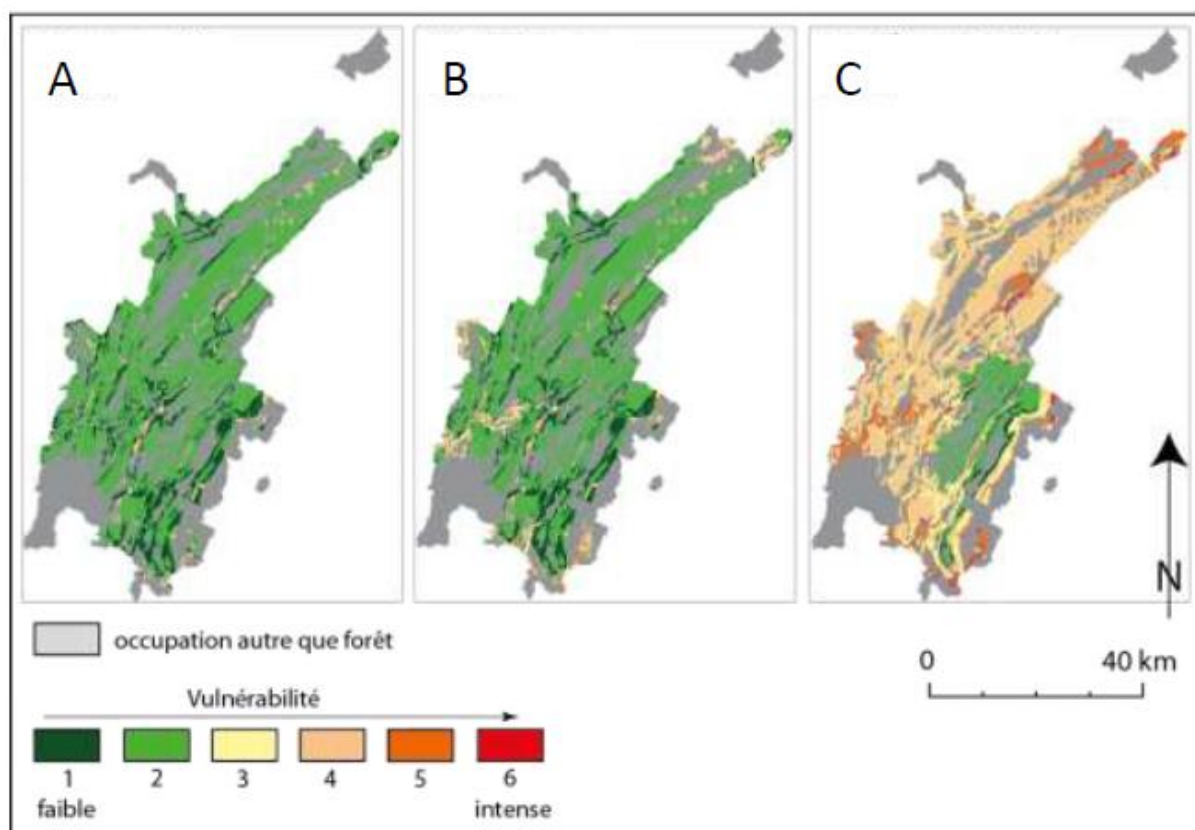 A B C
N
occupation autre que forêt
0 40 km
Vulnérabilité
1 2 3 4 5 6
faible intense